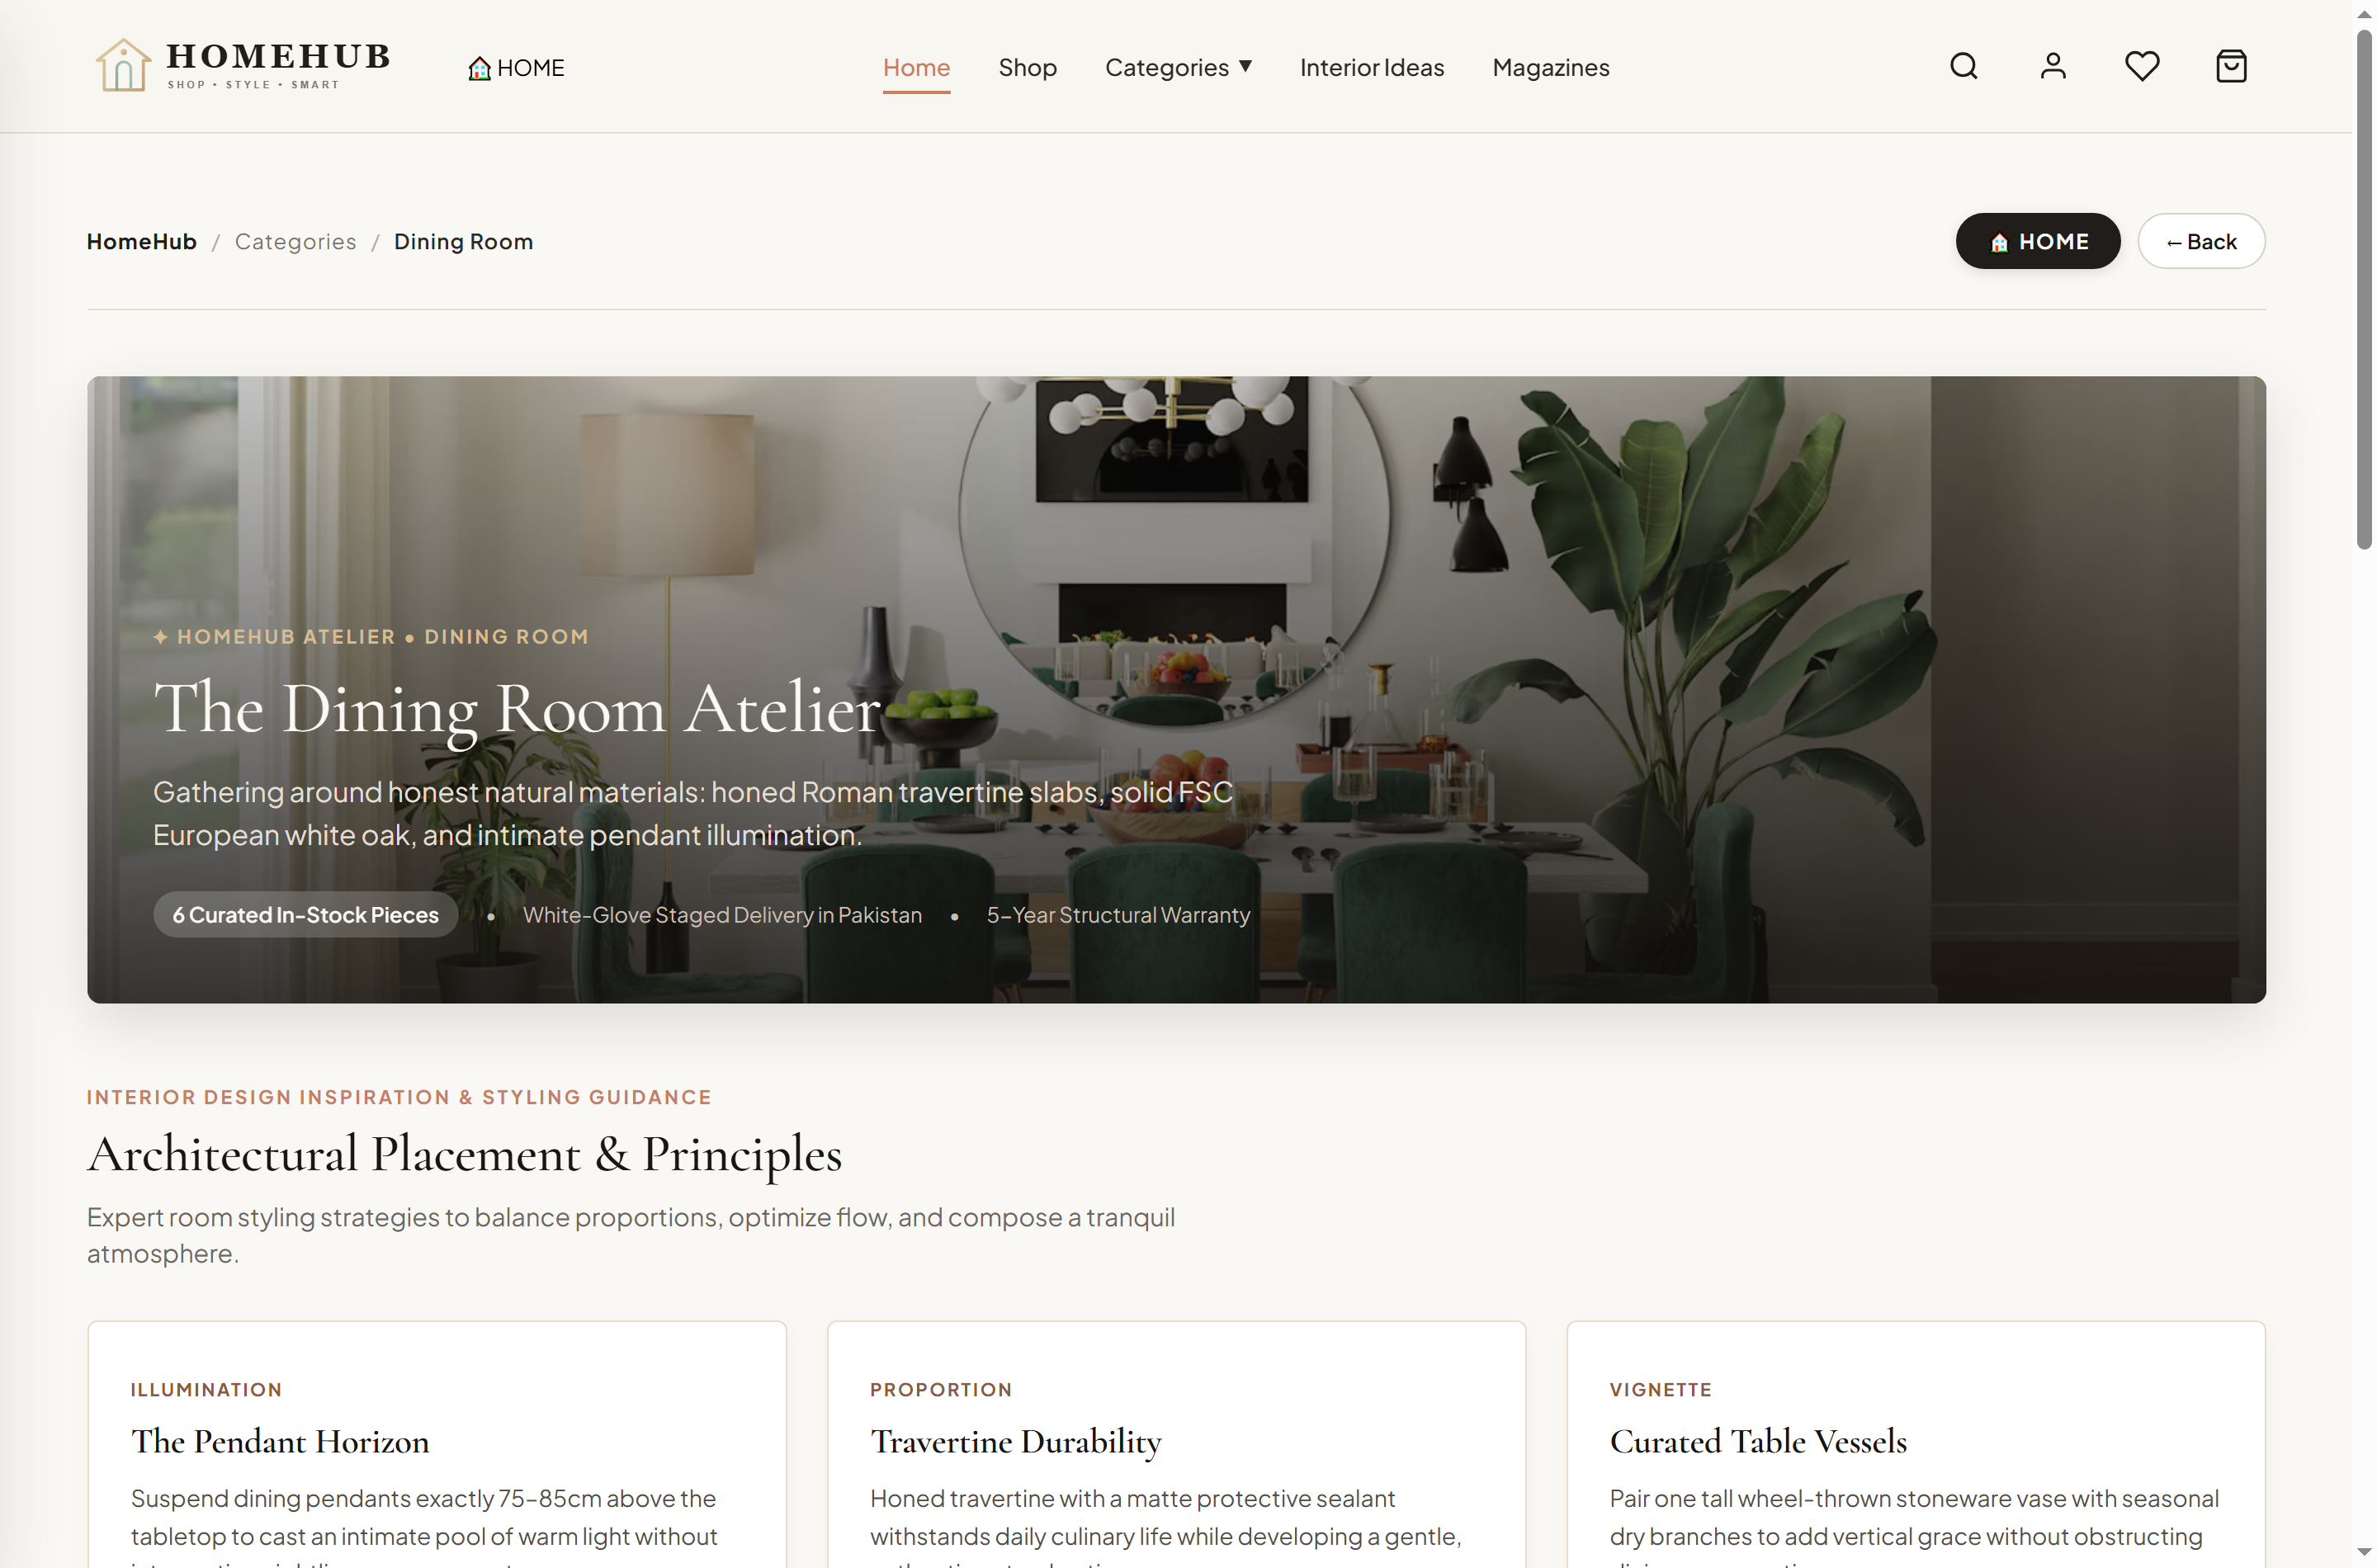 HOMEHUB
SHOP • STYLE • SMART
🏠 HOME
Home
Shop
Categories ▼
Interior Ideas
Magazines
HomeHub / Categories / Dining Room
🏠 HOME
← Back
✦ HOMEHUB ATELIER ● DINING ROOM
The Dining Room Atelier
Gathering around honest natural materials: honed Roman travertine slabs, solid FSC
European white oak, and intimate pendant illumination.
6 Curated In-Stock Pieces • White-Glove Staged Delivery in Pakistan • 5-Year Structural Warranty
INTERIOR DESIGN INSPIRATION & STYLING GUIDANCE
Architectural Placement & Principles
Expert room styling strategies to balance proportions, optimize flow, and compose a tranquil
atmosphere.
ILLUMINATION
The Pendant Horizon
Suspend dining pendants exactly 75–85cm above the
tabletop to cast an intimate pool of warm light without
PROPORTION
Travertine Durability
Honed travertine with a matte protective sealant
withstands daily culinary life while developing a gentle,
VIGNETTE
Curated Table Vessels
Pair one tall wheel-thrown stoneware vase with seasonal
dry branches to add vertical grace without obstructing